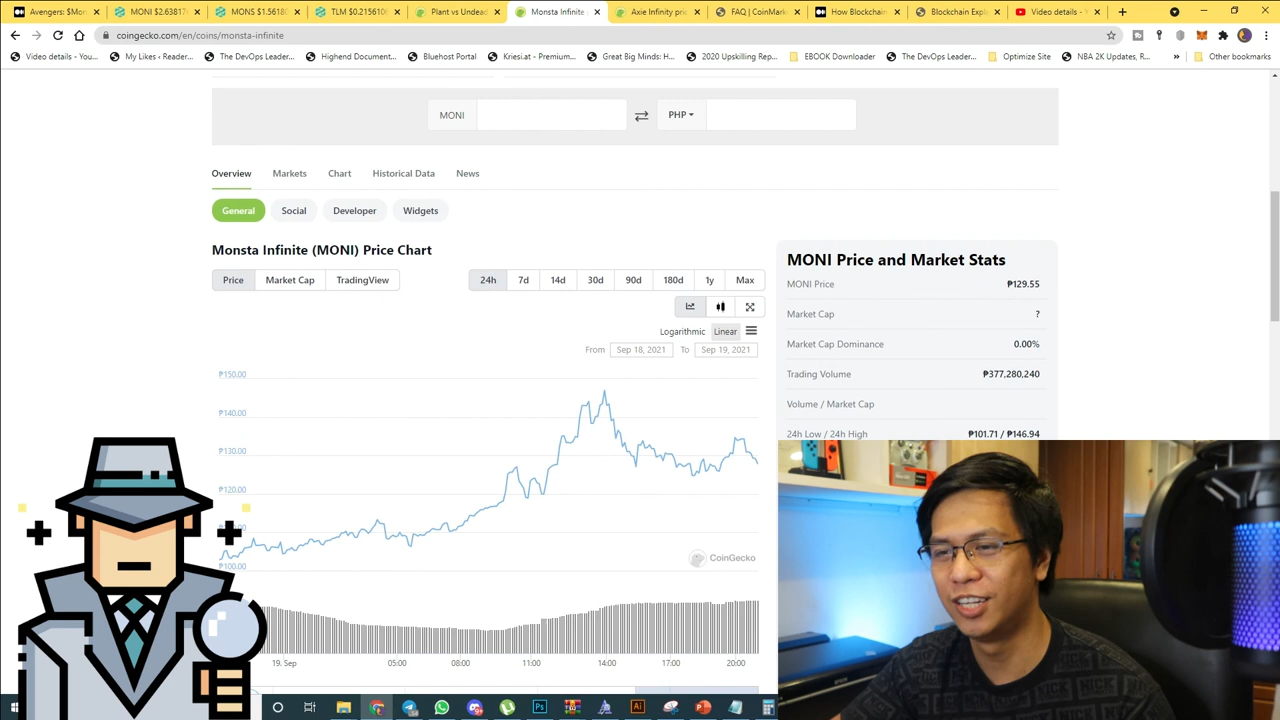 Avengers: $Mon
MONI $2.63817
MONS $1.56180
TLM $0.215610
Plant vs Undead
Monsta Infinite
Axie Infinity pri
FAQ | CoinMark
How Blockchain
Blockchain Expl
Video details - Y
coingecko.com/en/coins/monsta-infinite
Video details - You...
My Likes ‹ Reader...
The DevOps Leader...
Highend Document...
Bluehost Portal
Kriesi.at - Premium...
Great Big Minds: H...
2020 Upskilling Rep...
EBOOK Downloader
The DevOps Leader...
Optimize Site
NBA 2K Updates, R...
»
Other bookmarks
MONI
PHP
Overview
Markets
Chart
Historical Data
News
General
Social
Developer
Widgets
Monsta Infinite (MONI) Price Chart
Price
Market Cap
TradingView
24h
7d
14d
30d
90d
180d
1y
Max
Logarithmic
Linear
From
Sep 18, 2021
To
Sep 19, 2021
₱150.00
₱140.00
₱130.00
₱120.00
₱100.00
CoinGecko
19. Sep
05:00
08:00
11:00
14:00
17:00
20:00
MONI Price and Market Stats
MONI Price
₱129.55
Market Cap
?
Market Cap Dominance
0.00%
Trading Volume
₱377,280,240
Volume / Market Cap
24h Low / 24h High
₱101.71 / ₱146.94
Ps
Ai